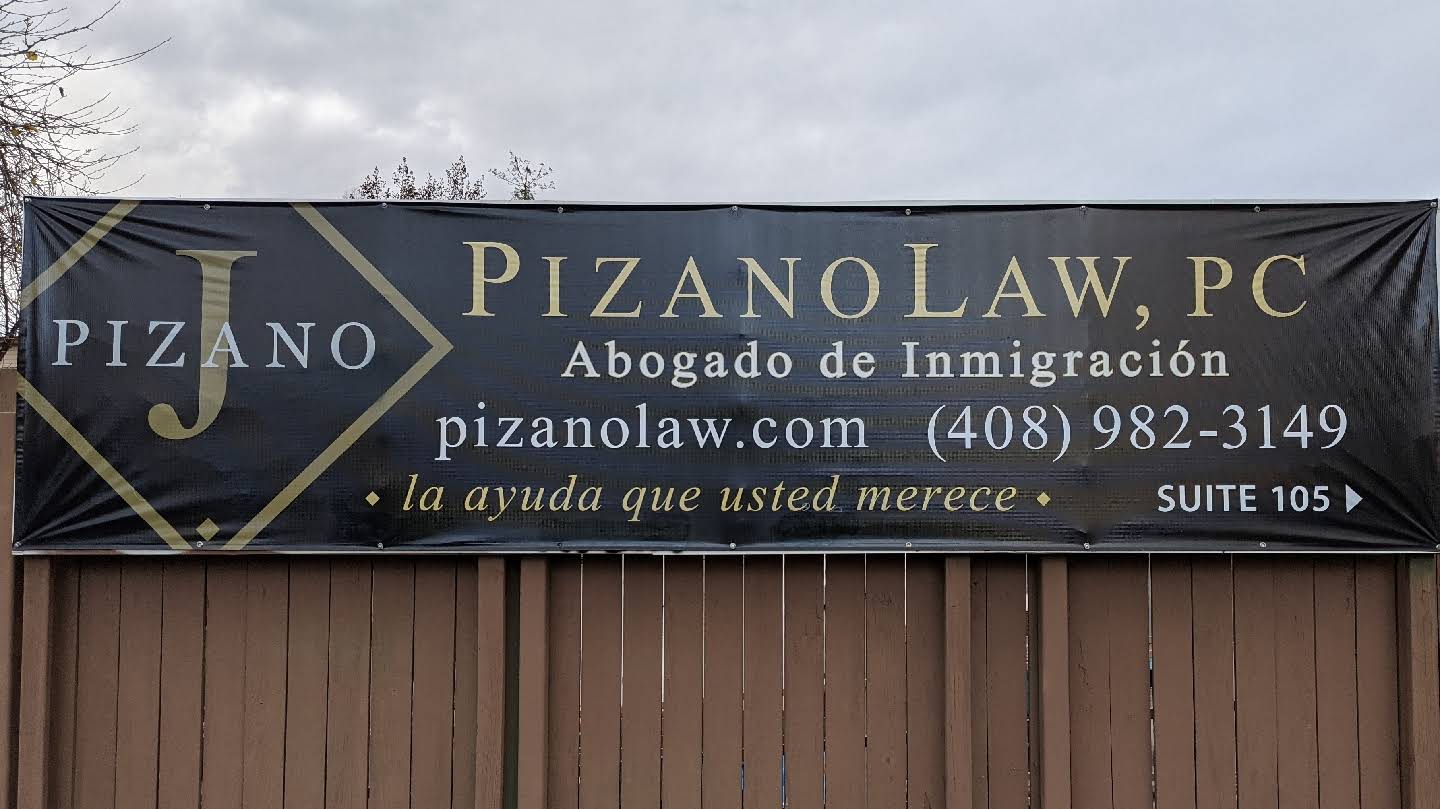 J
PIZANO
PIZANO LAW, PC
Abogado de Inmigración
pizanolaw.com (408) 982-3149
la ayuda que usted merece
SUITE 105